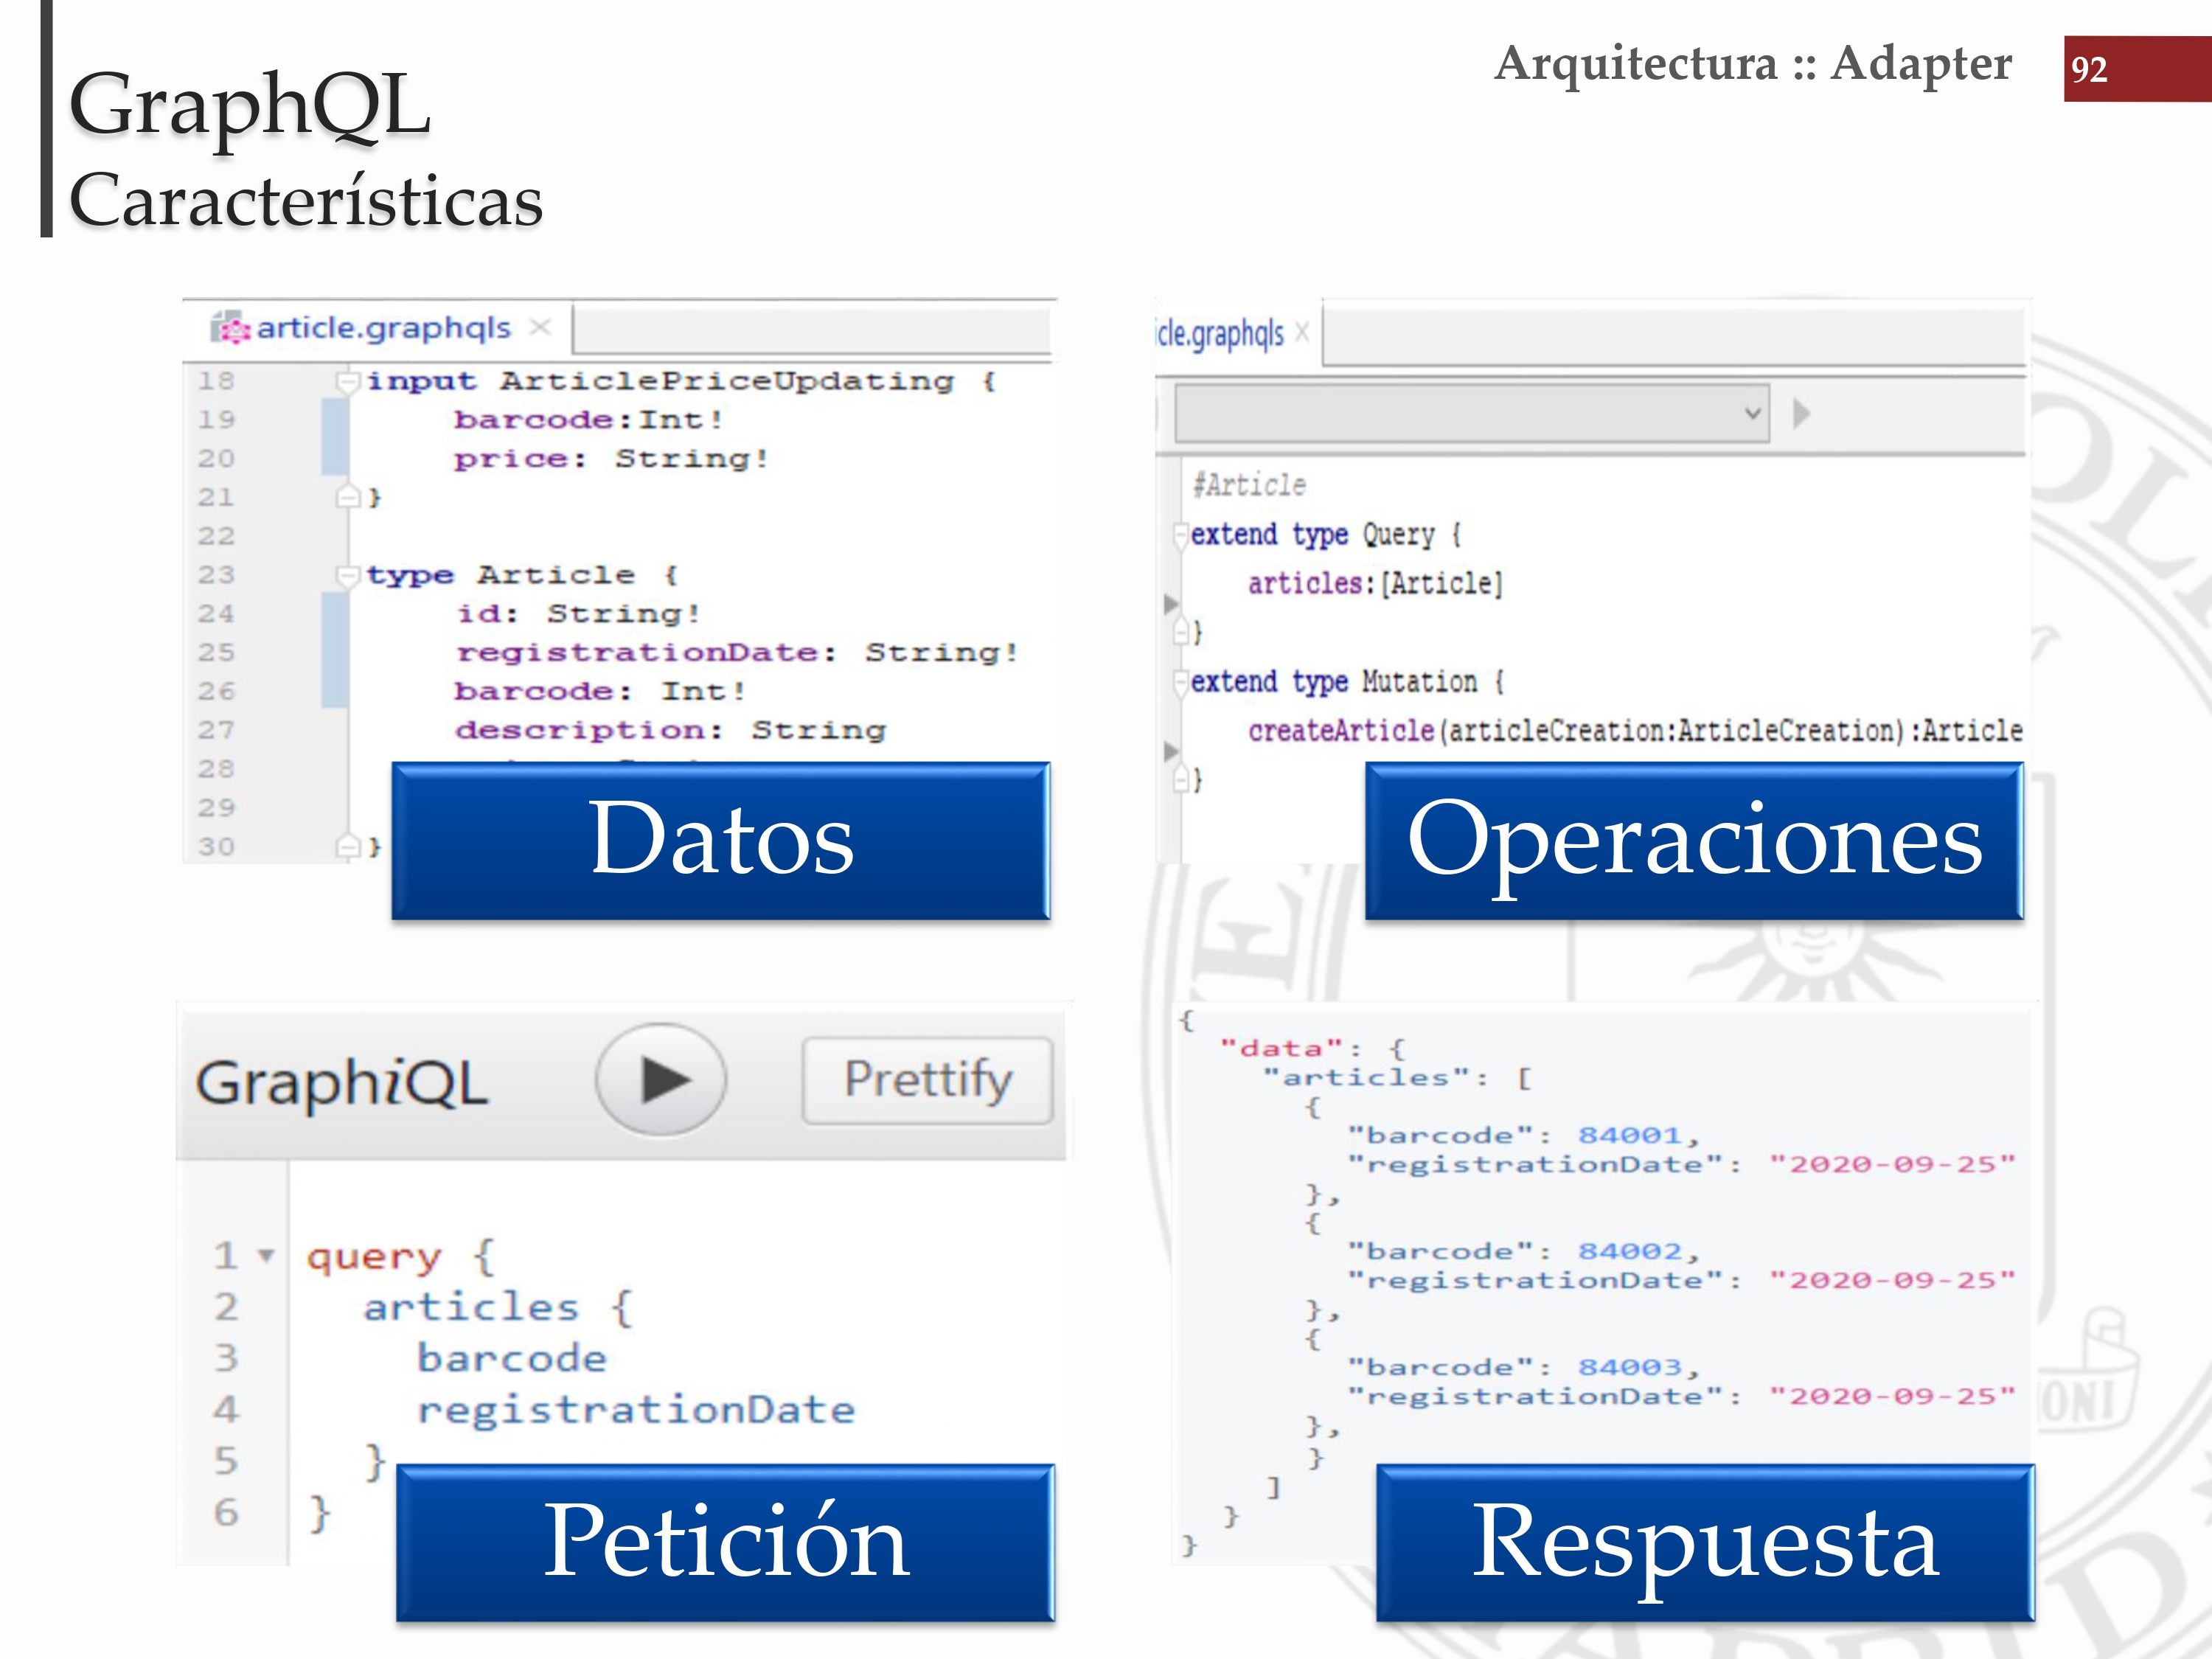 Arquitectura :: Adapter
92
GraphQL
Características
article.graphqls
18 input ArticlePriceUpdating {
19 barcode:Int!
20 price: String!
21 }
22
23 type Article {
24 id: String!
25 registrationDate: String!
26 barcode: Int!
27 description: String
28
29
30 }
Datos
icle.graphqls
#Article
extend type Query {
articles:[Article]
}
extend type Mutation {
createArticle(articleCreation:ArticleCreation):Article
}
Operaciones
GraphiQL
Prettify
1 query {
2 articles {
3 barcode
4 registrationDate
5 }
6 }
Petición
{
"data": {
"articles": [
{
"barcode": 84001,
"registrationDate": "2020-09-25"
},
{
"barcode": 84002,
"registrationDate": "2020-09-25"
},
{
"barcode": 84003,
"registrationDate": "2020-09-25"
},
}
]
}
}
Respuesta